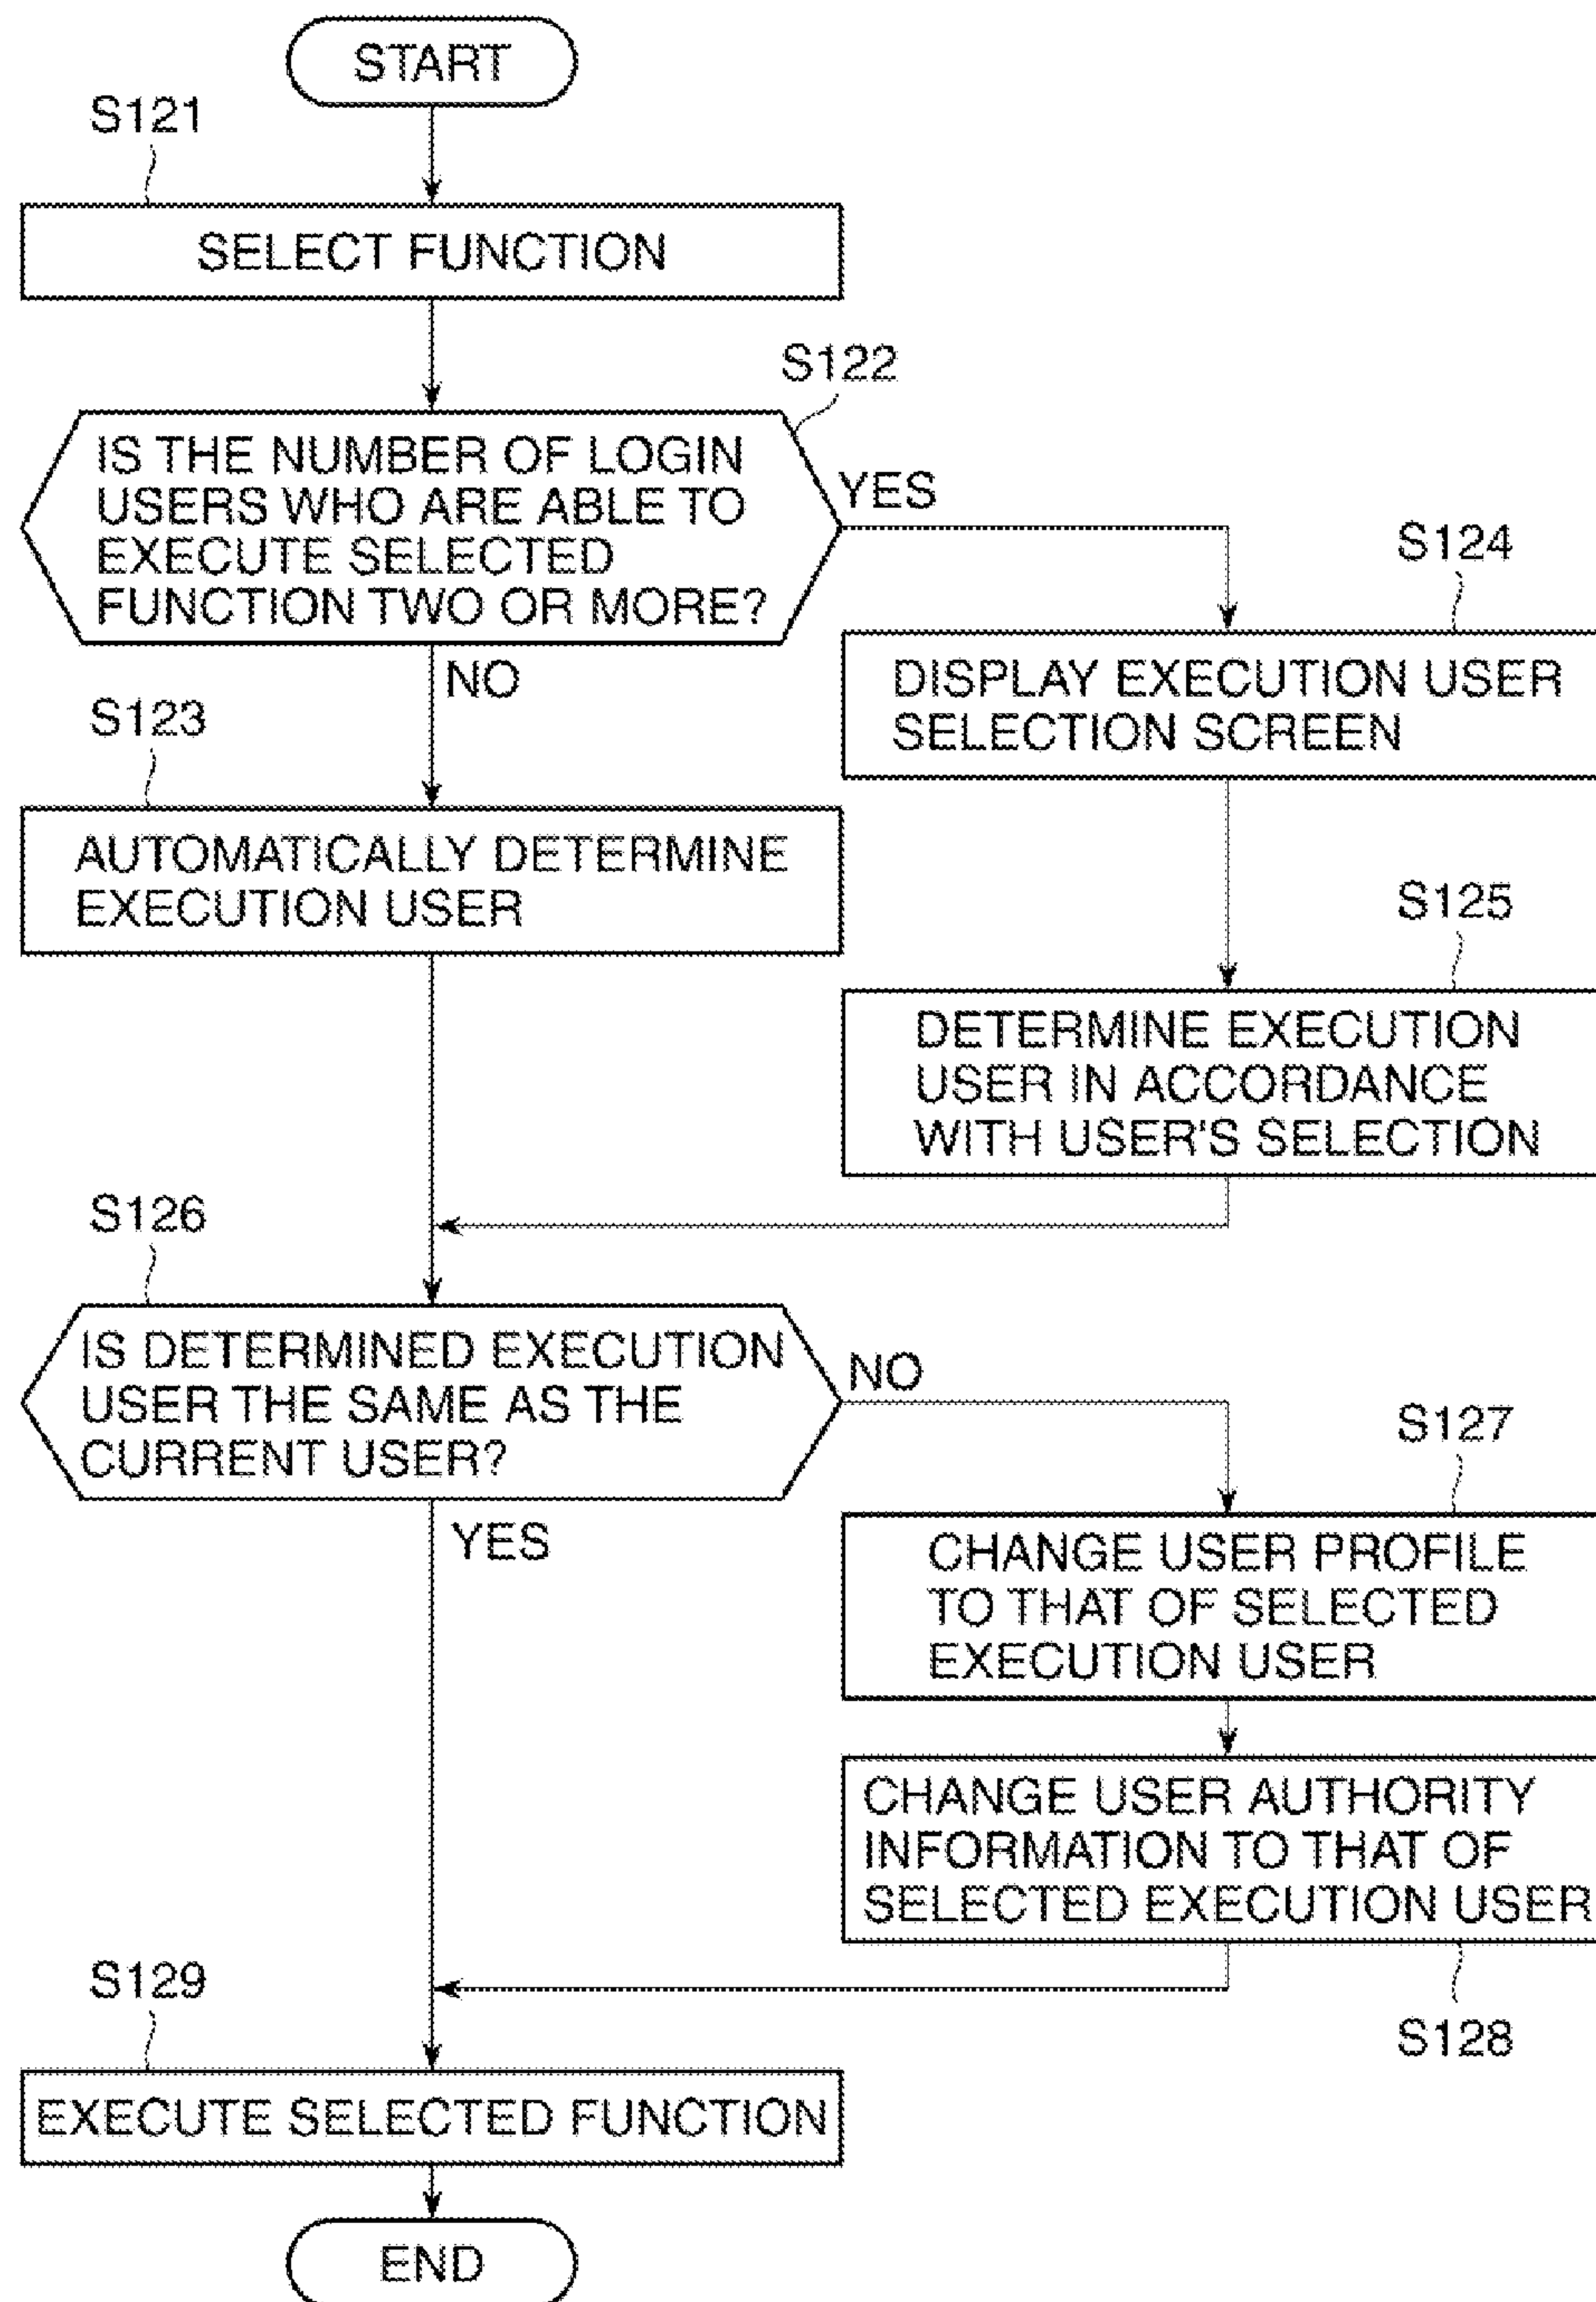 START
S121
SELECT FUNCTION
S122
IS THE NUMBER OF LOGIN
USERS WHO ARE ABLE TO
EXECUTE SELECTED
FUNCTION TWO OR MORE?
YES
NO
S124
DISPLAY EXECUTION USER
SELECTION SCREEN
S123
AUTOMATICALLY DETERMINE
EXECUTION USER
S125
DETERMINE EXECUTION
USER IN ACCORDANCE
WITH USER'S SELECTION
S126
IS DETERMINED EXECUTION
USER THE SAME AS THE
CURRENT USER?
NO
YES
S127
CHANGE USER PROFILE
TO THAT OF SELECTED
EXECUTION USER
CHANGE USER AUTHORITY
INFORMATION TO THAT OF
SELECTED EXECUTION USER
S128
S129
EXECUTE SELECTED FUNCTION
END